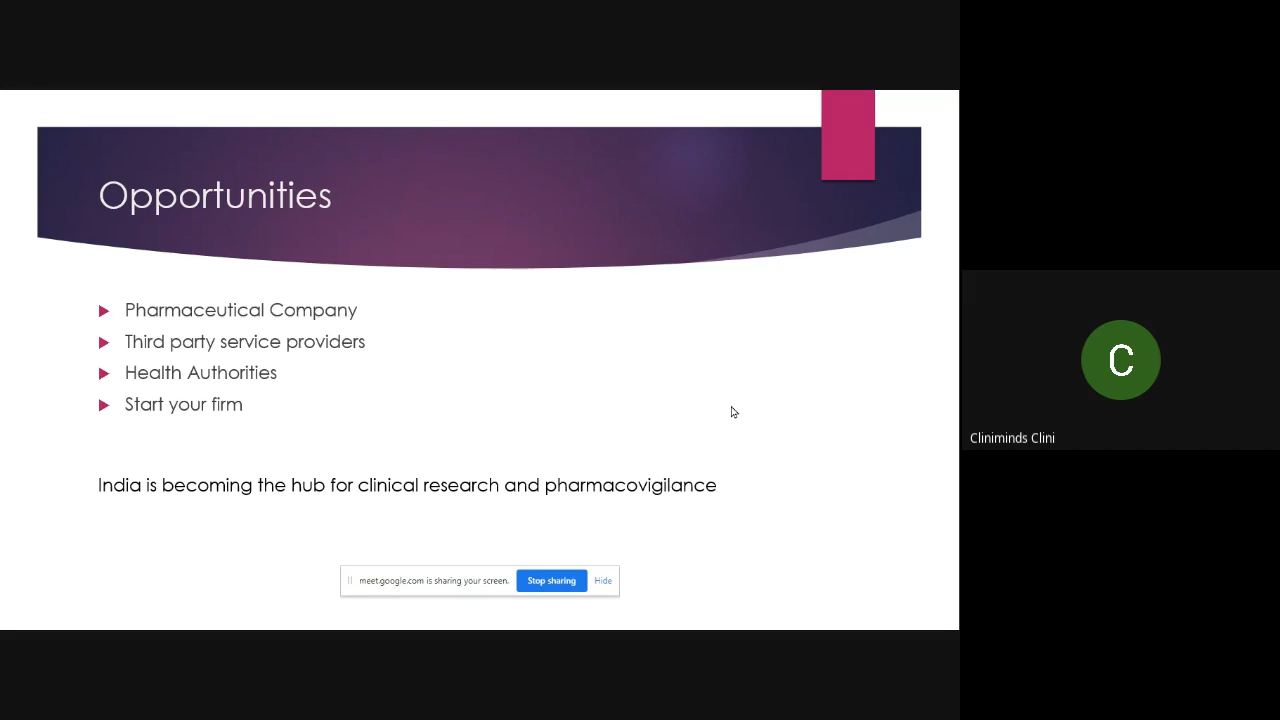 Opportunities
Pharmaceutical Company
Third party service providers
Health Authorities
Start your firm
India is becoming the hub for clinical research and pharmacovigilance
meet.google.com is sharing your screen. Stop sharing Hide
C
Cliniminds Clini